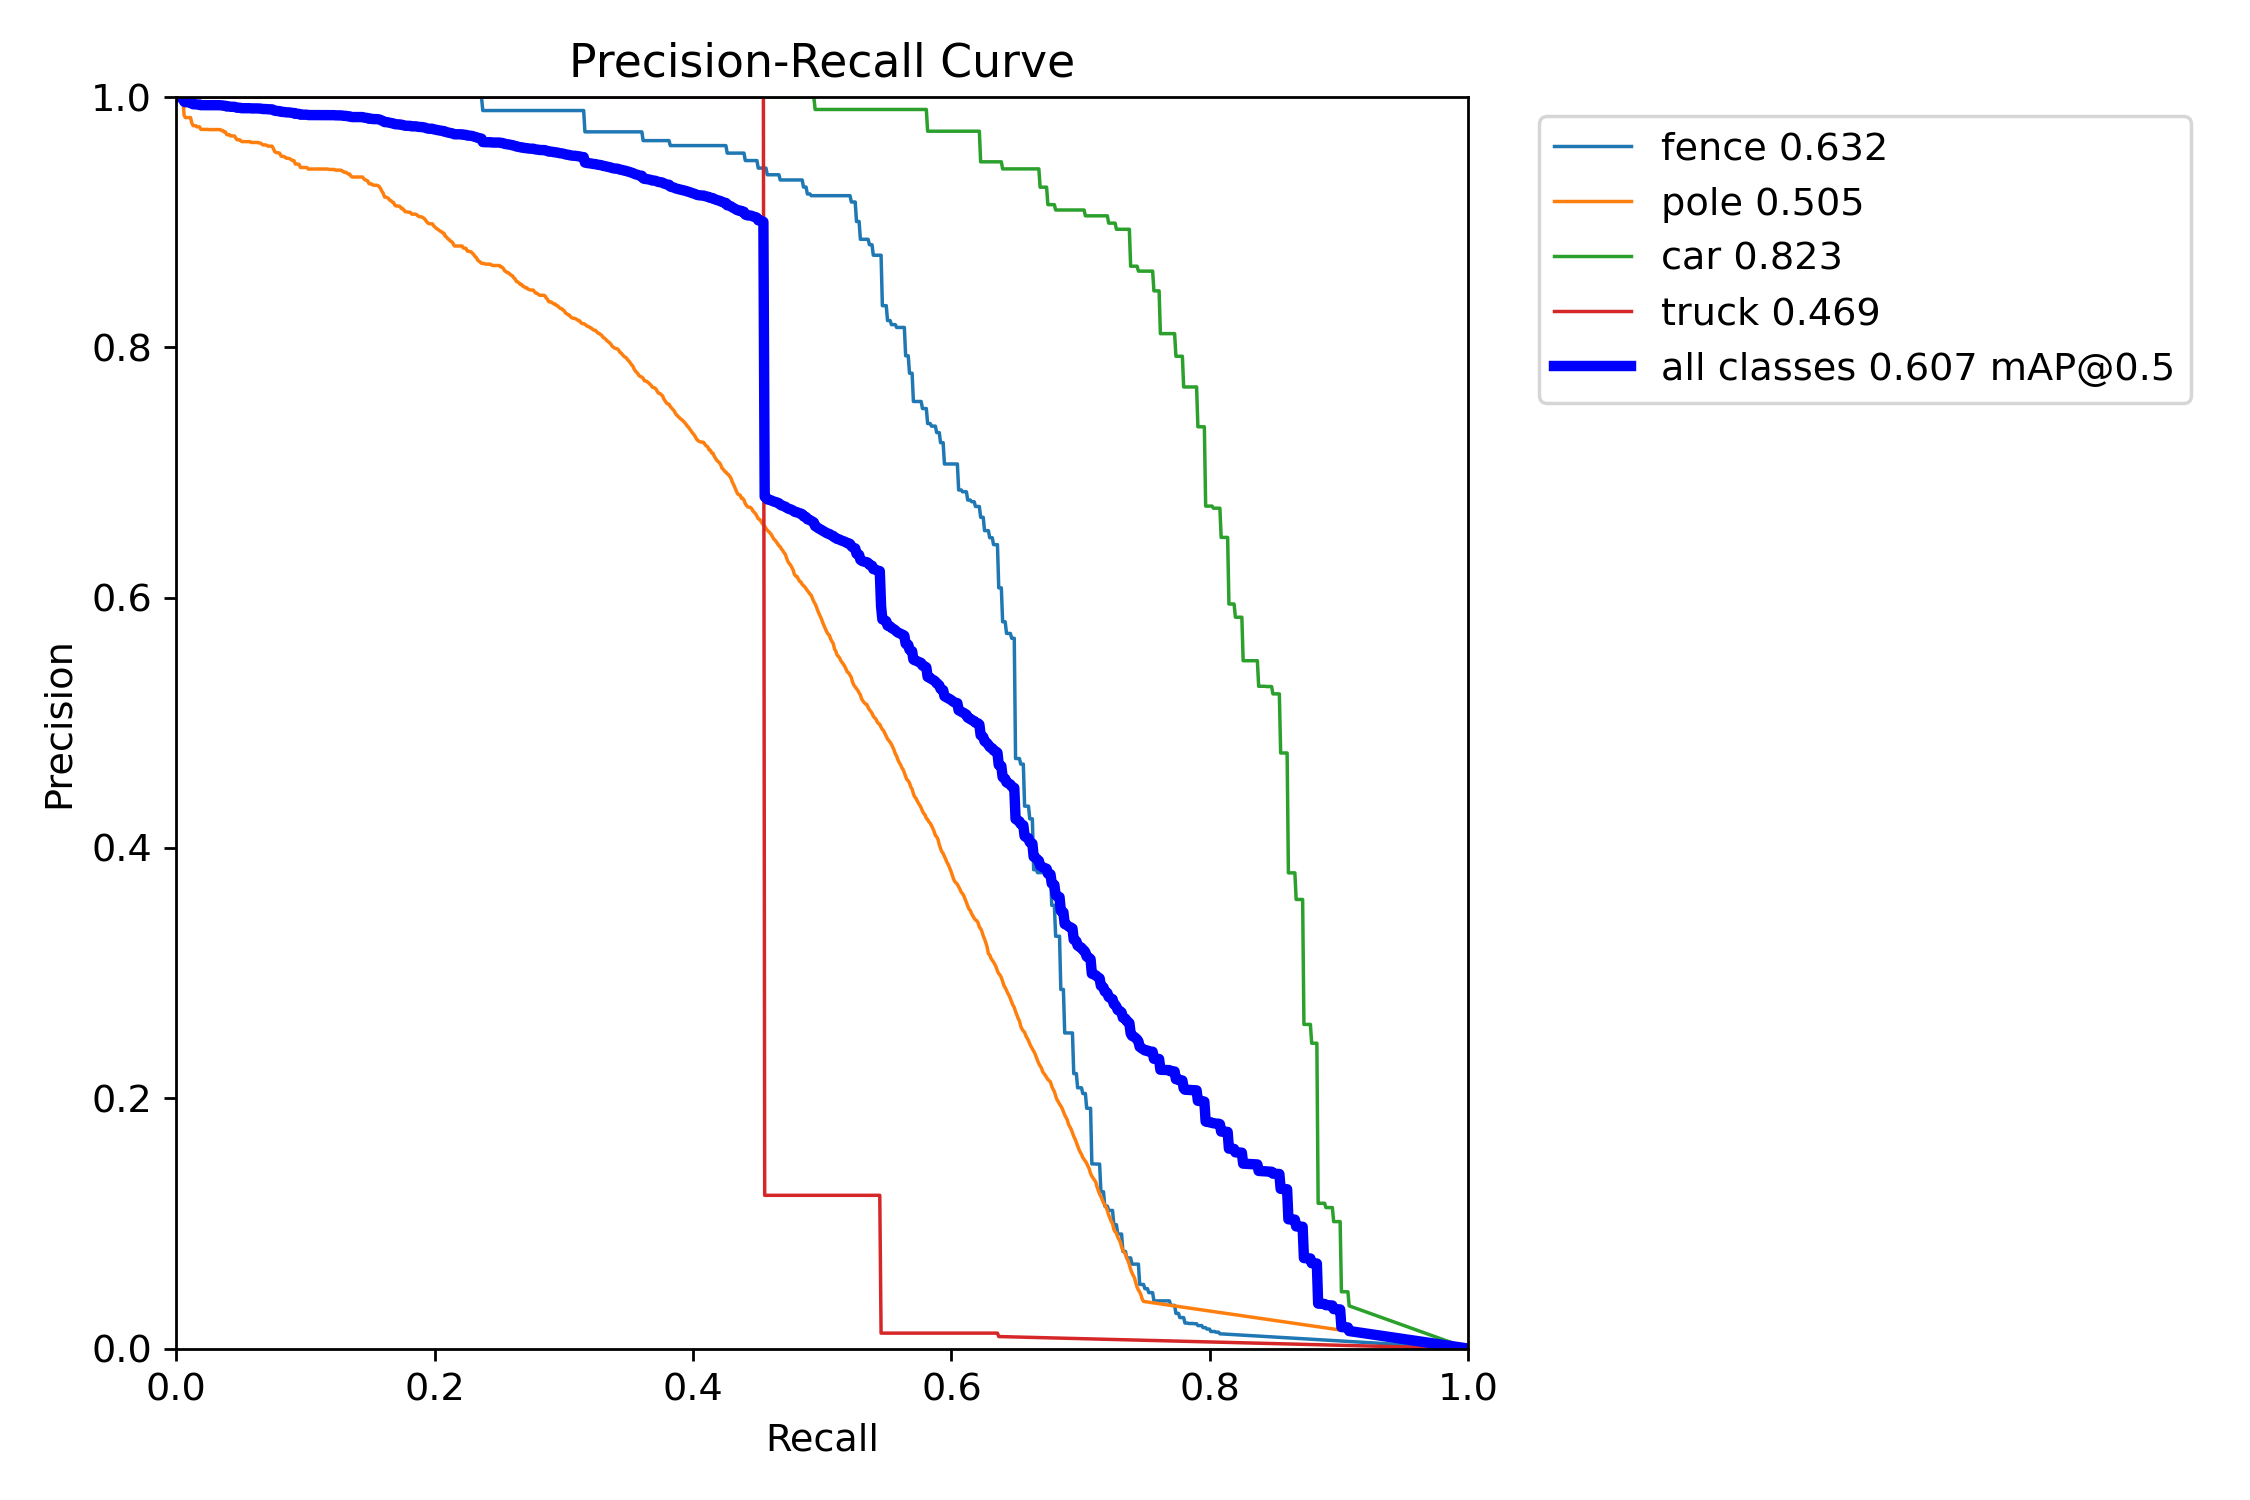 Precision-Recall Curve
1.0
0.8
0.6
0.4
0.2
0.0
Precision
0.0 0.2 0.4 0.6 0.8 1.0
Recall
fence 0.632
pole 0.505
car 0.823
truck 0.469
all classes 0.607 mAP@0.5